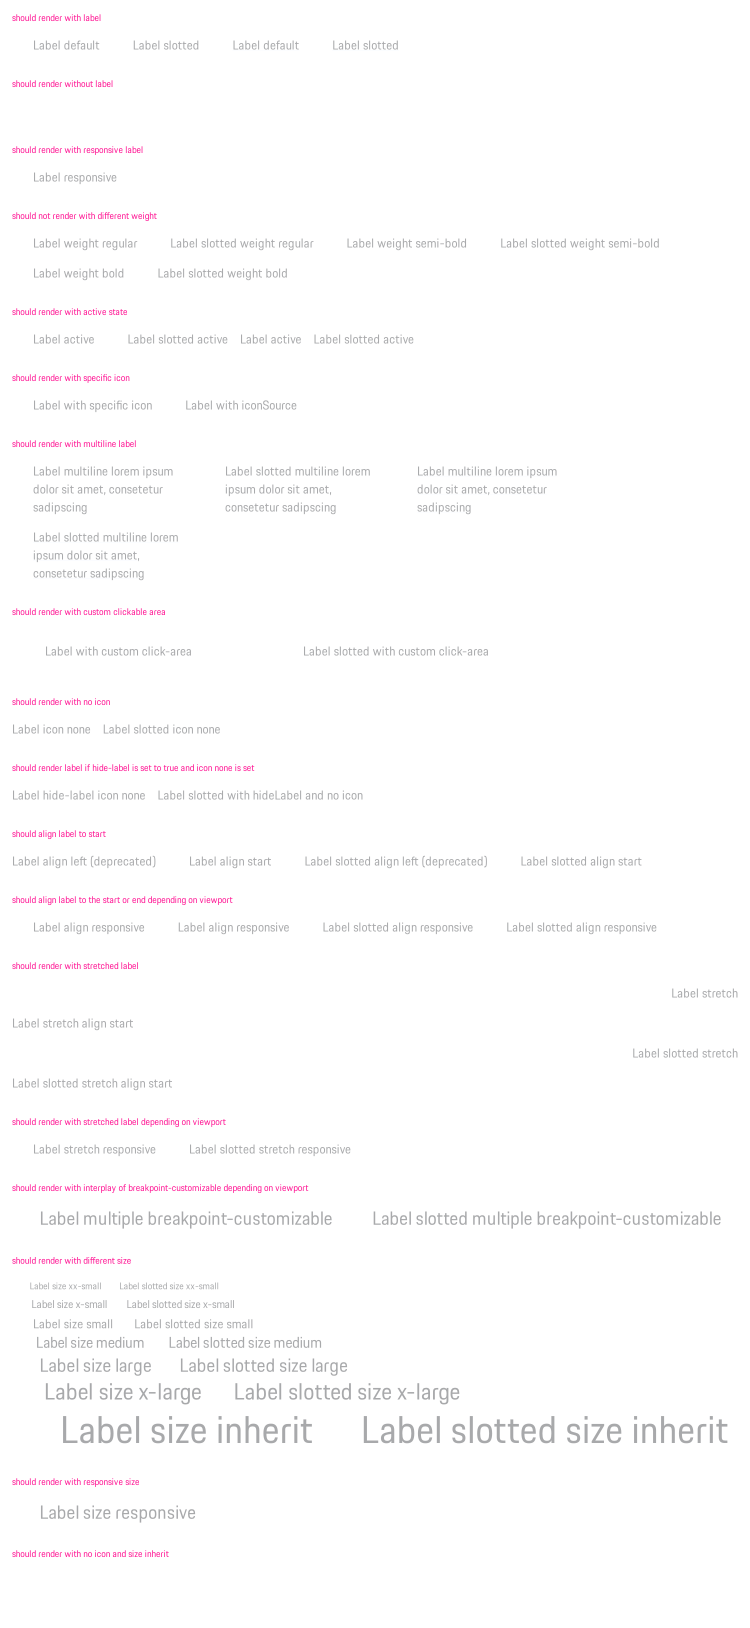 should render with label
Label default Label slotted Label default Label slotted
should render without label
should render with responsive label
Label responsive
should not render with different weight
Label weight regular Label slotted weight regular Label weight semi-bold Label slotted weight semi-bold
Label weight bold Label slotted weight bold
should render with active state
Label active Label slotted active Label active Label slotted active
should render with specific icon
Label with specific icon Label with iconSource
should render with multiline label
Label multiline lorem ipsum Label slotted multiline lorem Label multiline lorem ipsum
dolor sit amet, consetetur ipsum dolor sit amet, dolor sit amet, consetetur
sadipscing consetetur sadipscing sadipscing
Label slotted multiline lorem
ipsum dolor sit amet,
consetetur sadipscing
should render with custom clickable area
Label with custom click-area Label slotted with custom click-area
should render with no icon
Label icon none Label slotted icon none
should render label if hide-label is set to true and icon none is set
Label hide-label icon none Label slotted with hideLabel and no icon
should align label to start
Label align left (deprecated) Label align start Label slotted align left (deprecated) Label slotted align start
should align label to the start or end depending on viewport
Label align responsive Label align responsive Label slotted align responsive Label slotted align responsive
should render with stretched label
Label stretch
Label stretch align start
Label slotted stretch
Label slotted stretch align start
should render with stretched label depending on viewport
Label stretch responsive Label slotted stretch responsive
should render with interplay of breakpoint-customizable depending on viewport
Label multiple breakpoint-customizable Label slotted multiple breakpoint-customizable
should render with different size
Label size xx-small Label slotted size xx-small
Label size x-small Label slotted size x-small
Label size small Label slotted size small
Label size medium Label slotted size medium
Label size large Label slotted size large
Label size x-large Label slotted size x-large
Label size inherit Label slotted size inherit
should render with responsive size
Label size responsive
should render with no icon and size inherit